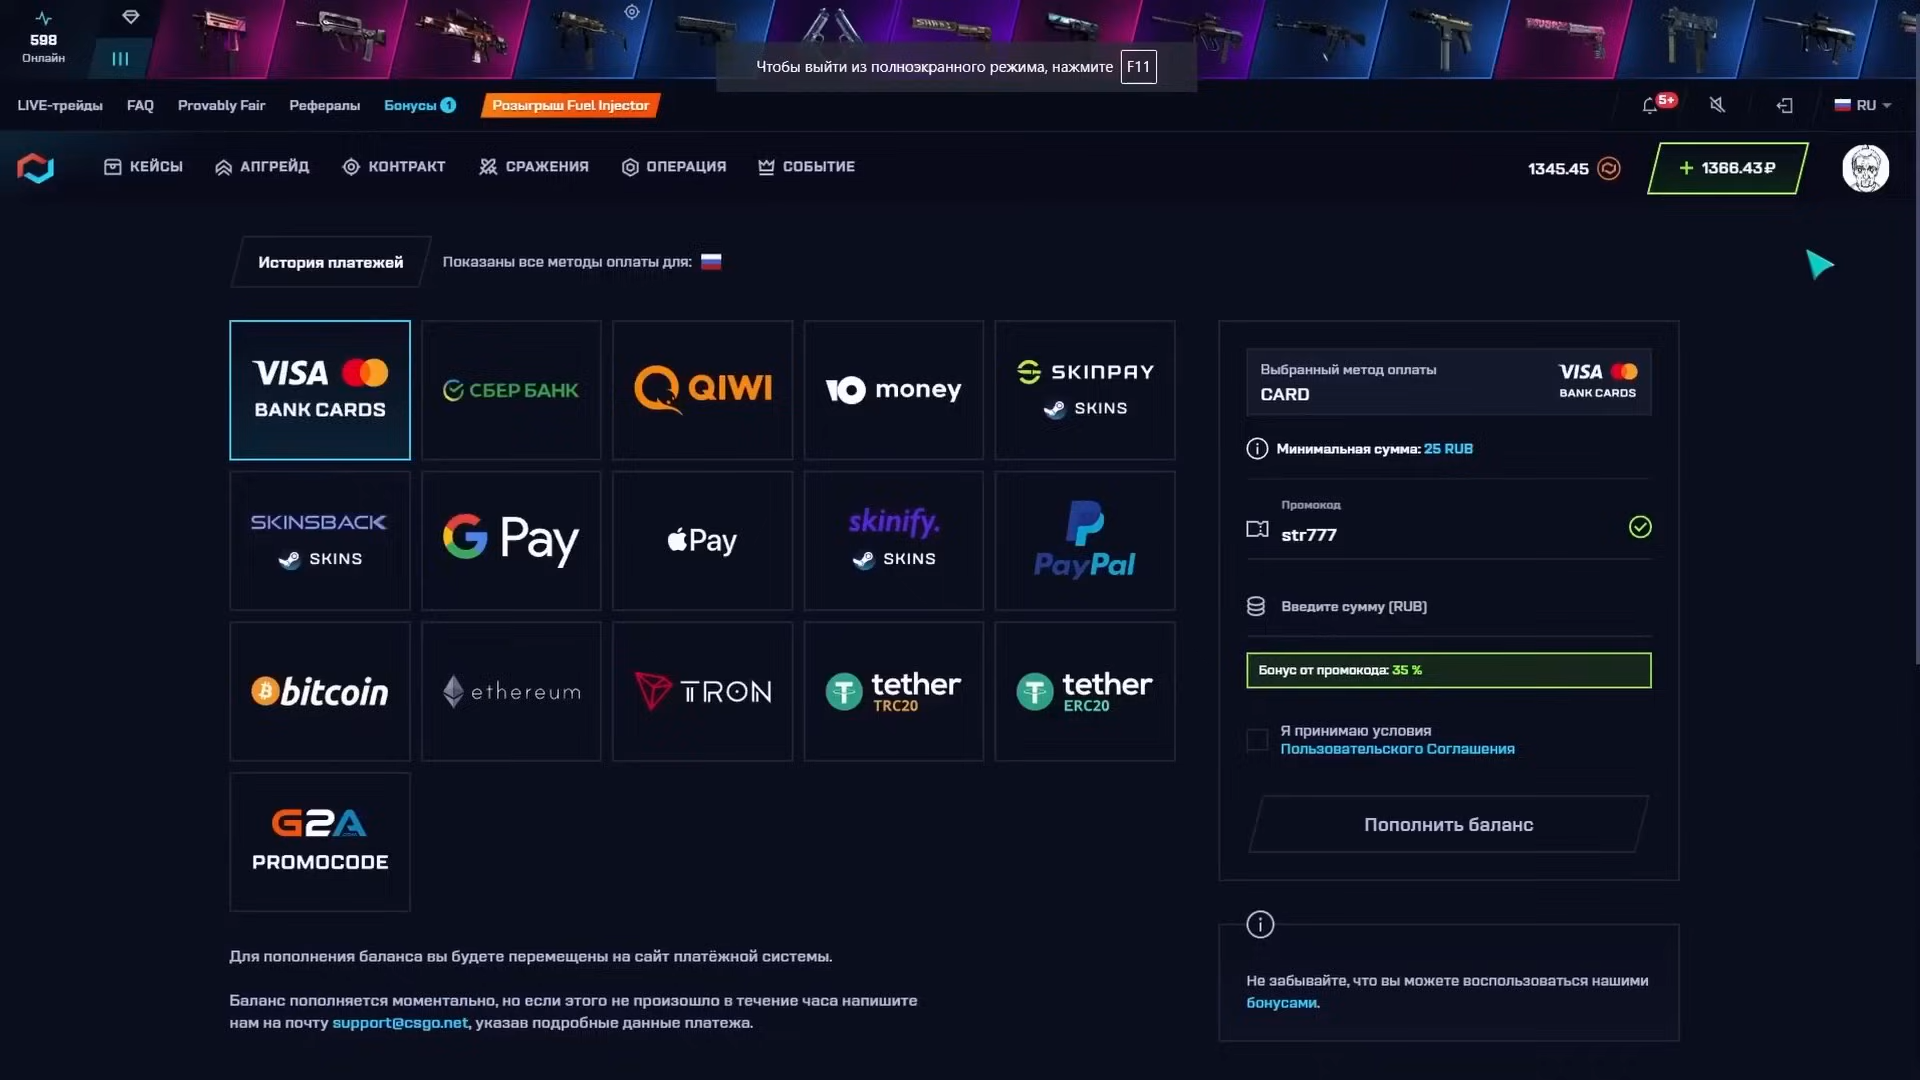 598
Онлайн
Чтобы выйти из полноэкранного режима, нажмите F11
LIVE-трейды FAQ Provably Fair Рефералы Бонусы 1 Розыгрыш Fuel Injector
5+ RU
КЕЙСЫ АПГРЕЙД КОНТРАКТ СРАЖЕНИЯ ОПЕРАЦИЯ СОБЫТИЕ
1345.45 + 1366.43₽
История платежей Показаны все методы оплаты для:
VISA
BANK CARDS
СБЕР БАНК
QIWI
Ю money
SKINPAY
SKINS
SKINSBACK
SKINS
G Pay
Pay
skinify.
SKINS
PayPal
bitcoin
ethereum
TRON
tether
TRC20
tether
ERC20
G2A
PROMOCODE
Выбранный метод оплаты
CARD
VISA
BANK CARDS
Минимальная сумма: 25 RUB
Промокод
str777
Введите сумму (RUB)
Бонус от промокода: 35 %
Я принимаю условия
Пользовательского Соглашения
Пополнить баланс
Не забывайте, что вы можете воспользоваться нашими
бонусами.
Для пополнения баланса вы будете перемещены на сайт платёжной системы.
Баланс пополняется моментально, но если этого не произошло в течение часа напишите
нам на почту support@csgo.net, указав подробные данные платежа.